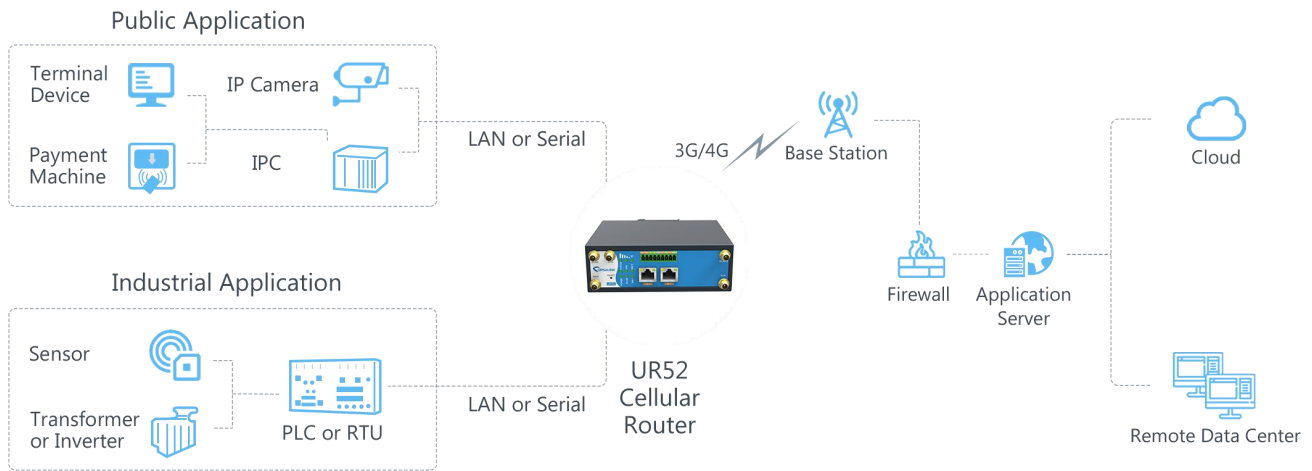 Public Application
Terminal
Device
IP Camera
Payment
Machine
IPC
LAN or Serial
3G/4G
Base Station
Cloud
Industrial Application
Sensor
Transformer
or Inverter
PLC or RTU
LAN or Serial
UR52
Cellular
Router
Firewall
Application
Server
Remote Data Center